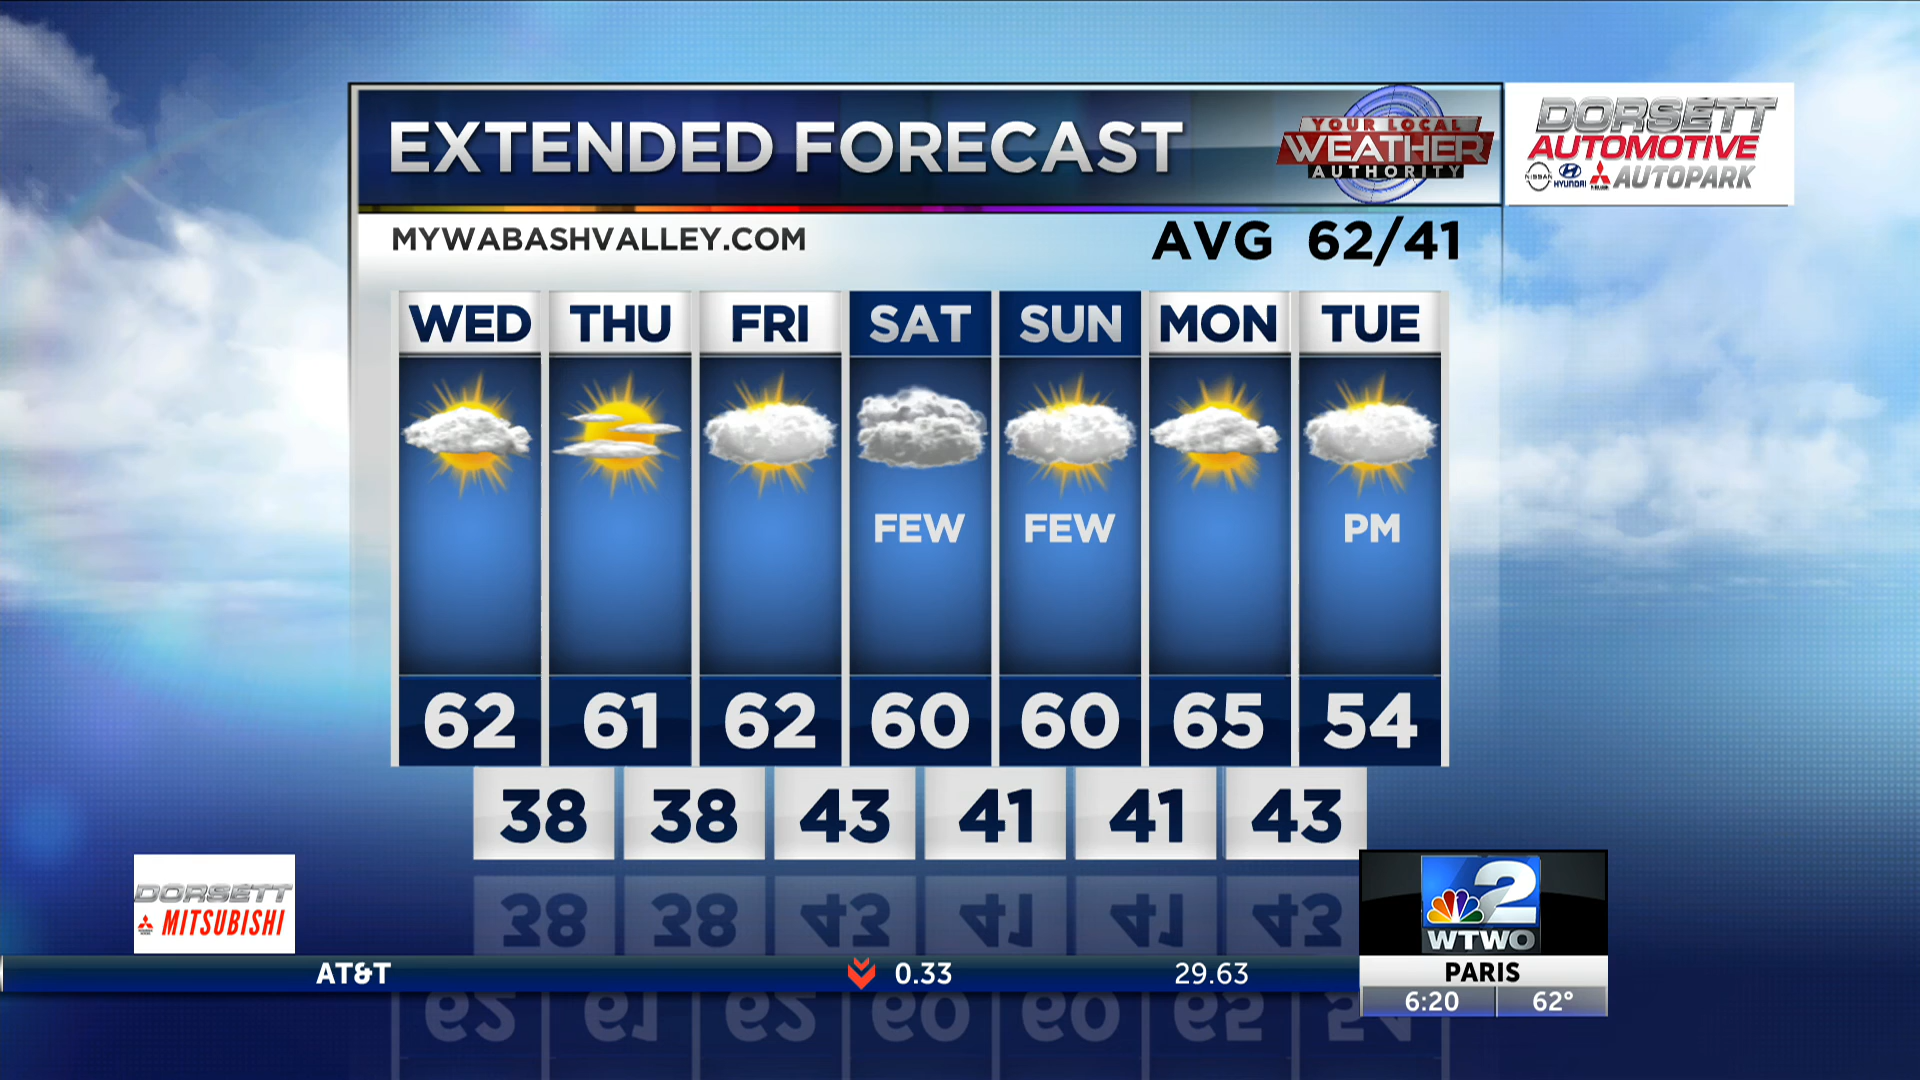 EXTENDED FORECAST
YOUR LOCAL
WEATHER
AUTHORITY
DORSETT
AUTOMOTIVE
NISSAN HYUNDAI AUTOPARK
MYWABASHVALLEY.COM
AVG 62/41
WED THU FRI SAT SUN MON TUE
FEW FEW PM
62 61 62 60 60 65 54
38 38 43 41 41 43
DORSETT
MITSUBISHI
2
WTWO
AT&T 0.33 29.63
PARIS
6:20 62°